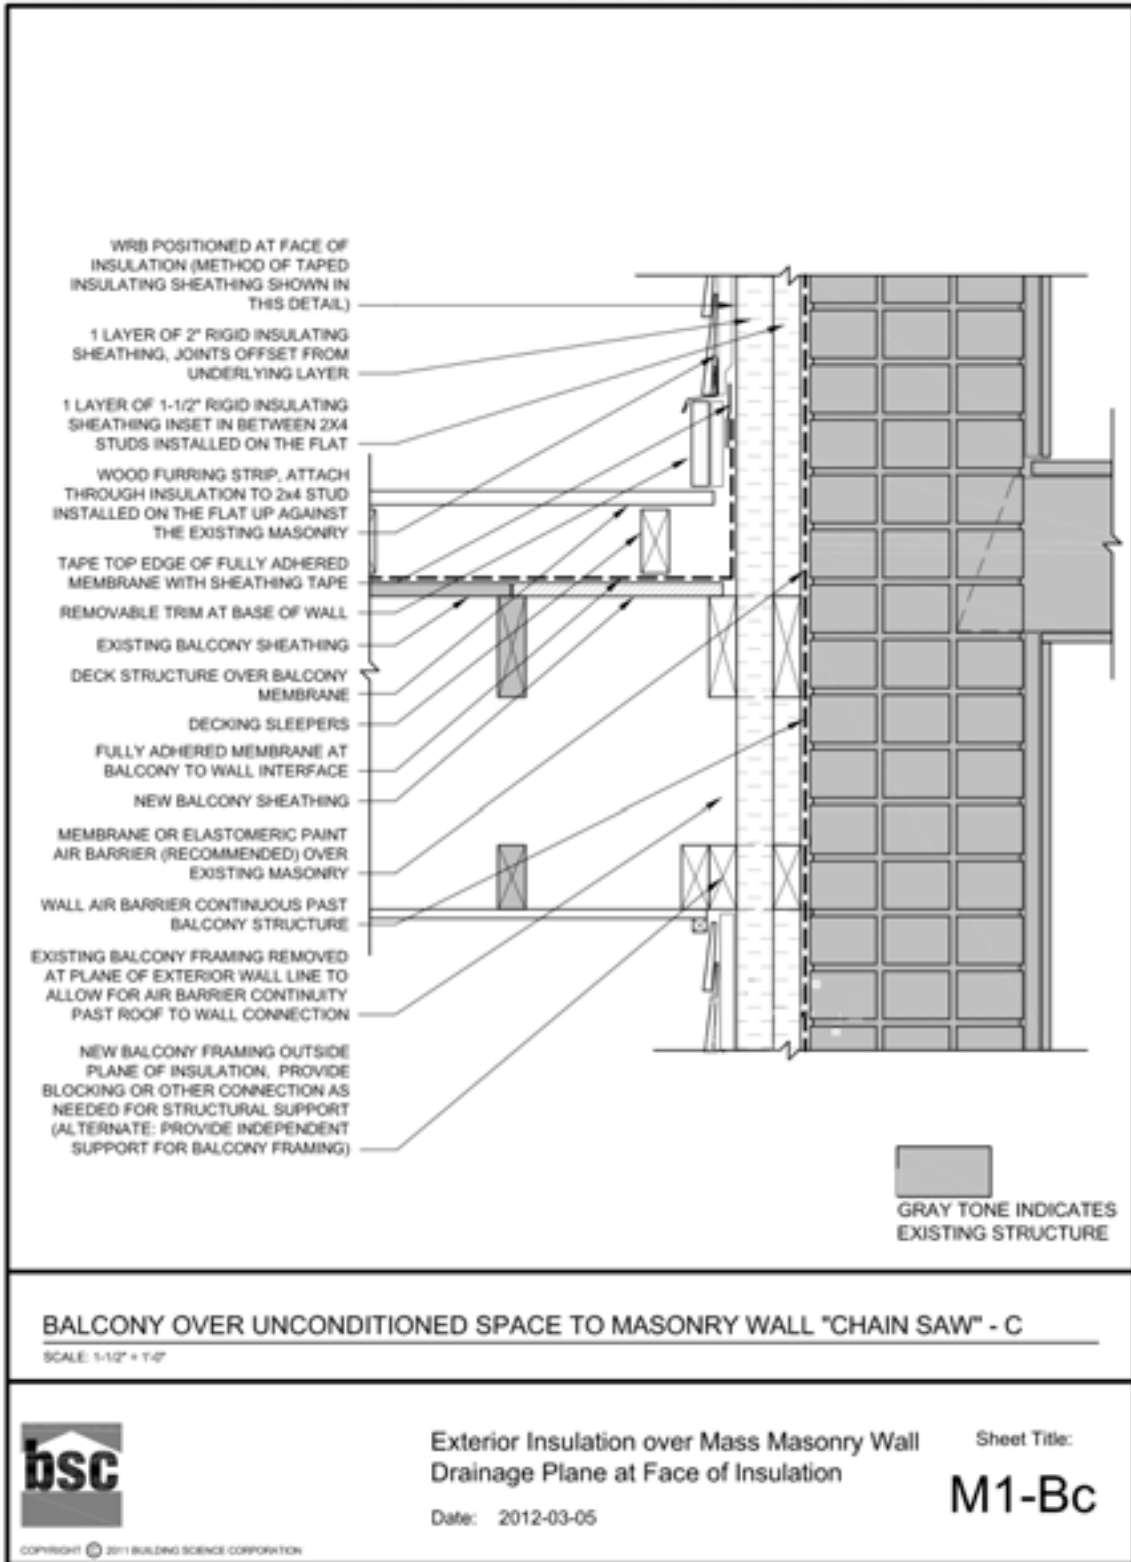 WRB POSITIONED AT FACE OF
INSULATION (METHOD OF TAPED
INSULATING SHEATHING SHOWN IN
THIS DETAIL)
1 LAYER OF 2" RIGID INSULATING
SHEATHING, JOINTS OFFSET FROM
UNDERLYING LAYER
1 LAYER OF 1-1/2" RIGID INSULATING
SHEATHING INSET IN BETWEEN 2X4
STUDS INSTALLED ON THE FLAT
WOOD FURRING STRIP, ATTACH
THROUGH INSULATION TO 2x4 STUD
INSTALLED ON THE FLAT UP AGAINST
THE EXISTING MASONRY
TAPE TOP EDGE OF FULLY ADHERED
MEMBRANE WITH SHEATHING TAPE
REMOVABLE TRIM AT BASE OF WALL
EXISTING BALCONY SHEATHING
DECK STRUCTURE OVER BALCONY
MEMBRANE
DECKING SLEEPERS
FULLY ADHERED MEMBRANE AT
BALCONY TO WALL INTERFACE
NEW BALCONY SHEATHING
MEMBRANE OR ELASTOMERIC PAINT
AIR BARRIER (RECOMMENDED) OVER
EXISTING MASONRY
WALL AIR BARRIER CONTINUOUS PAST
BALCONY STRUCTURE
EXISTING BALCONY FRAMING REMOVED
AT PLANE OF EXTERIOR WALL LINE TO
ALLOW FOR AIR BARRIER CONTINUITY
PAST ROOF TO WALL CONNECTION
NEW BALCONY FRAMING OUTSIDE
PLANE OF INSULATION, PROVIDE
BLOCKING OR OTHER CONNECTION AS
NEEDED FOR STRUCTURAL SUPPORT
(ALTERNATE: PROVIDE INDEPENDENT
SUPPORT FOR BALCONY FRAMING)
GRAY TONE INDICATES
EXISTING STRUCTURE
BALCONY OVER UNCONDITIONED SPACE TO MASONRY WALL "CHAIN SAW" - C
SCALE: 1-1/2" = 1'-0"
bsc
Exterior Insulation over Mass Masonry Wall
Drainage Plane at Face of Insulation
Date: 2012-03-05
Sheet Title:
M1-Bc
COPYRIGHT © 2011 BUILDING SCIENCE CORPORATION